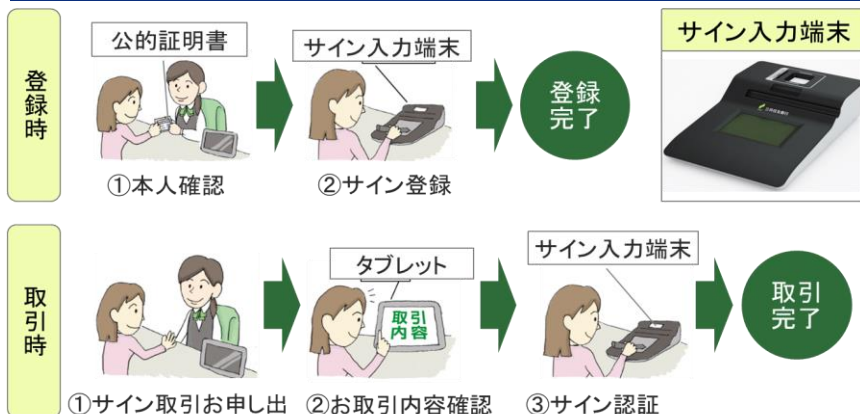 登録時
公的証明書
①本人確認
サイン入力端末
②サイン登録
登録
完了
サイン入力端末
取引時
①サイン取引お申し出
タブレット
取引
内容
②お取引内容確認
サイン入力端末
③サイン認証
取引
完了